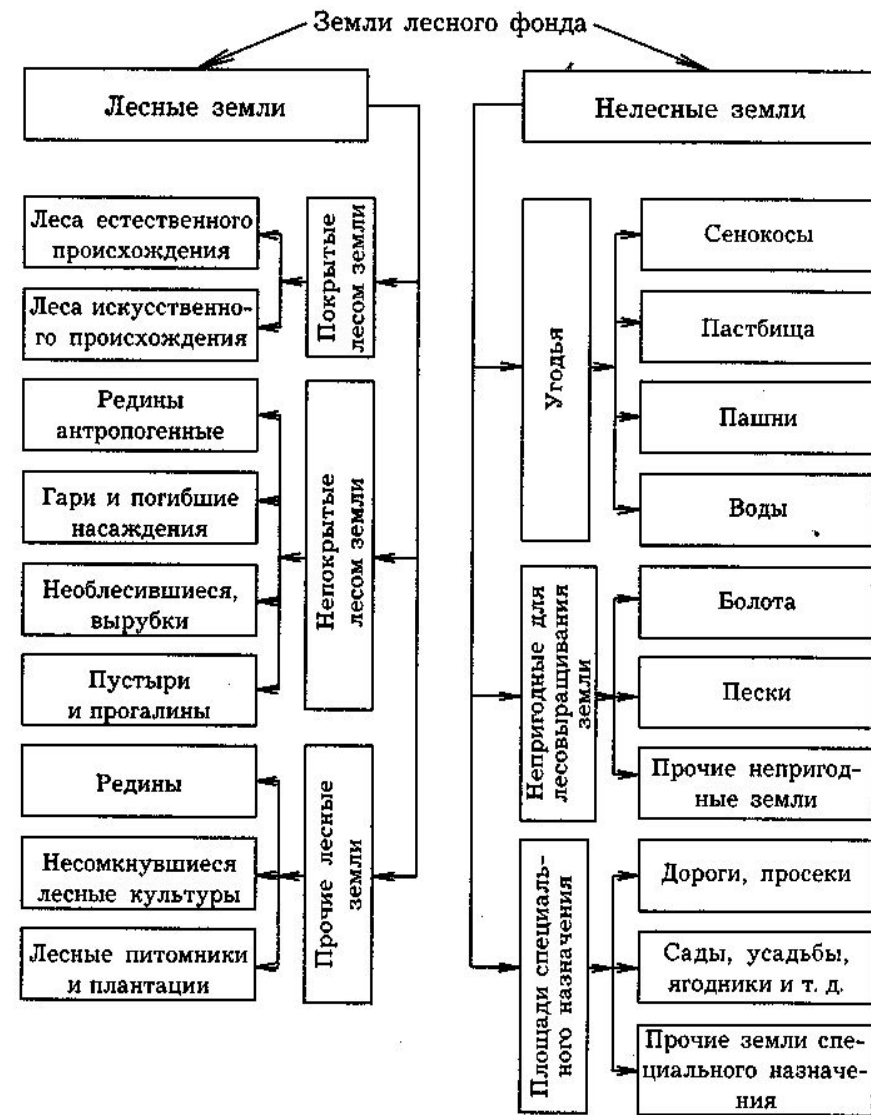 Земли лесного фонда
Лесные земли
Нелесные земли
Покрытые
лесом земли
Леса естественного
происхождения
Леса искусственно-
го происхождения
Непокрытые
лесом земли
Редины
антропогенные
Гари и погибшие
насаждения
Необлесившиеся,
вырубки
Пустыри
и прогалины
Прочие лесные
земли
Редины
Несомкнувшиеся
лесные культуры
Лесные питомники
и плантации
Угодья
Сенокосы
Пастбища
Пашни
Воды
Непригодные для
лесовыращивания
земли
Болота
Пески
Прочие непригод-
ные земли
Площади специаль-
ного назначения
Дороги, просеки
Сады, усадьбы,
ягодники и т. д.
Прочие земли спе-
циального назначе-
ния